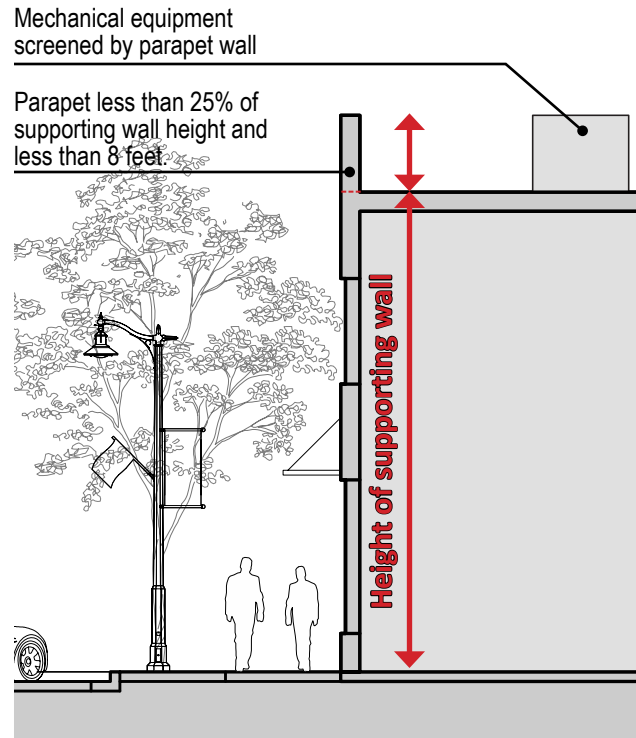 Mechanical equipment
screened by parapet wall
Parapet less than 25% of
supporting wall height and
less than 8 feet.
Height of supporting wall